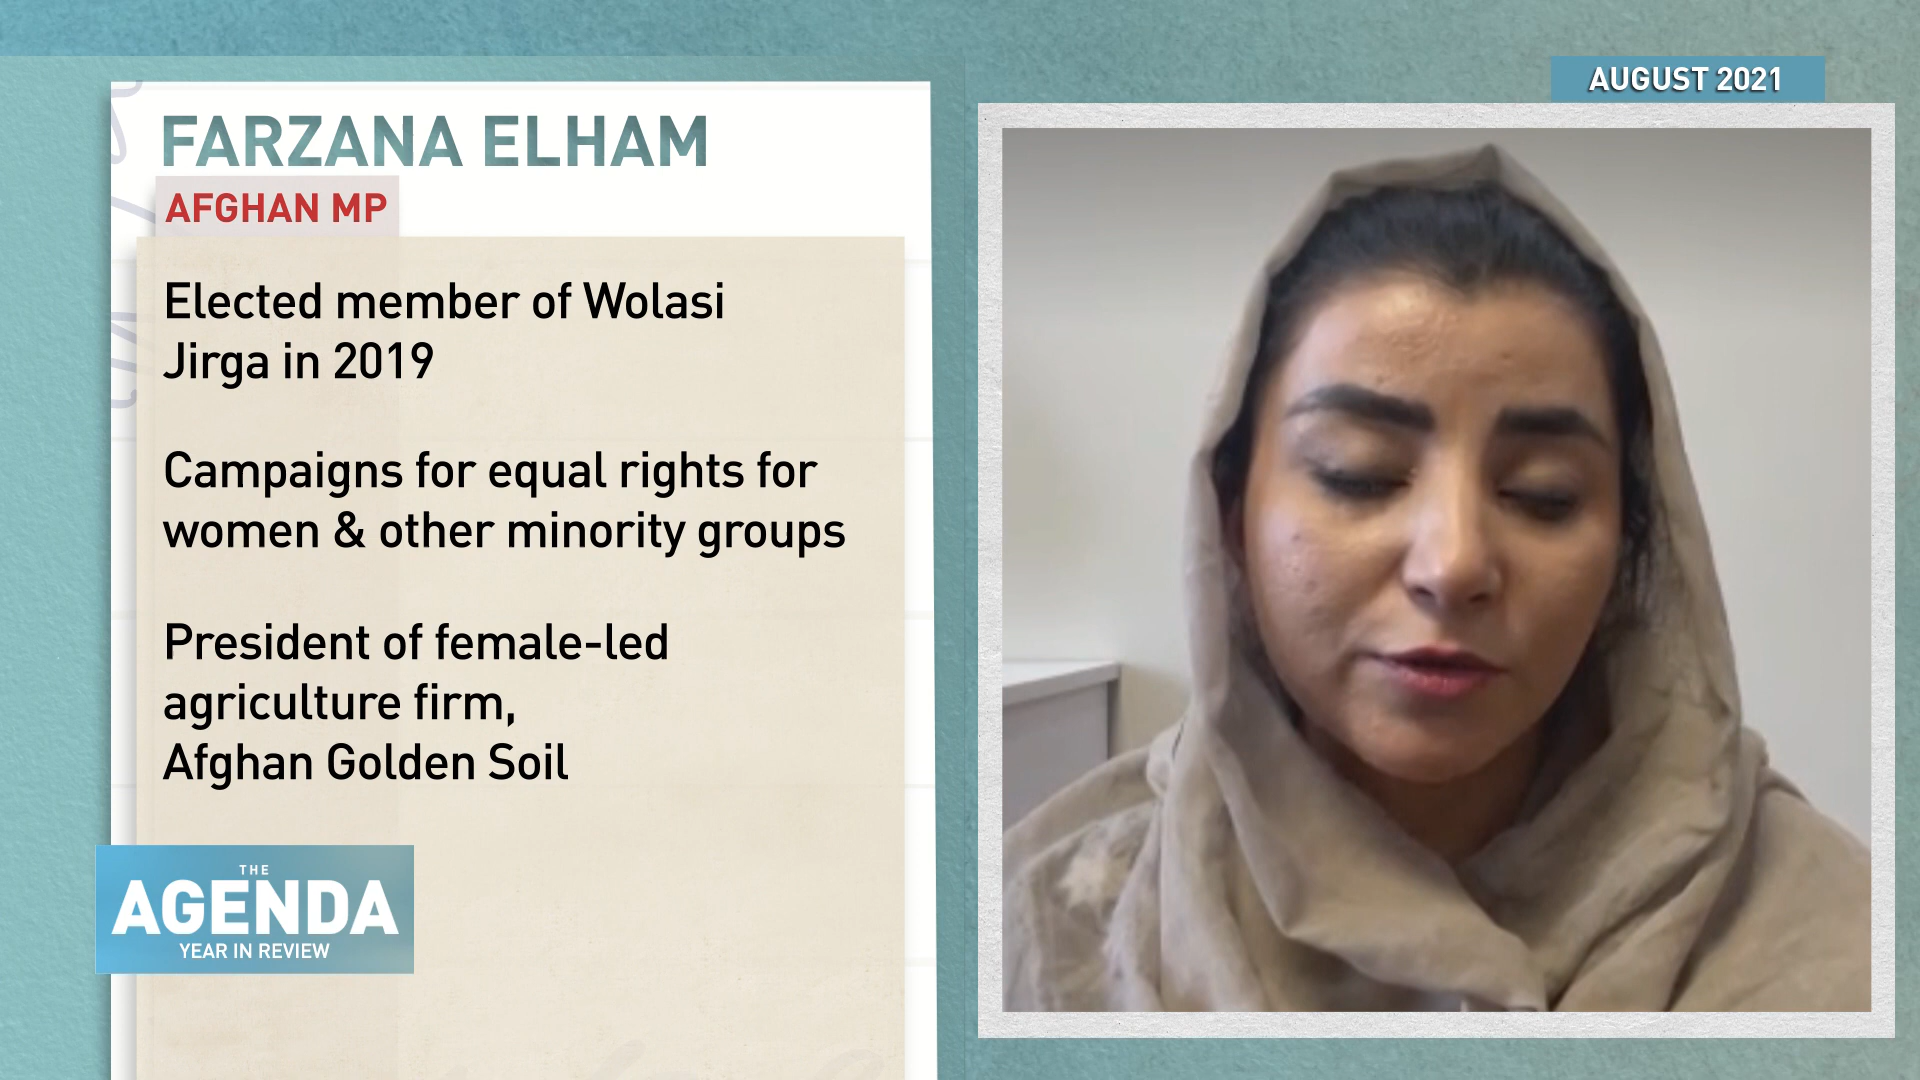 AUGUST 2021
FARZANA ELHAM
AFGHAN MP
Elected member of Wolasi
Jirga in 2019
Campaigns for equal rights for
women & other minority groups
President of female-led
agriculture firm,
Afghan Golden Soil
THE
AGENDA
YEAR IN REVIEW